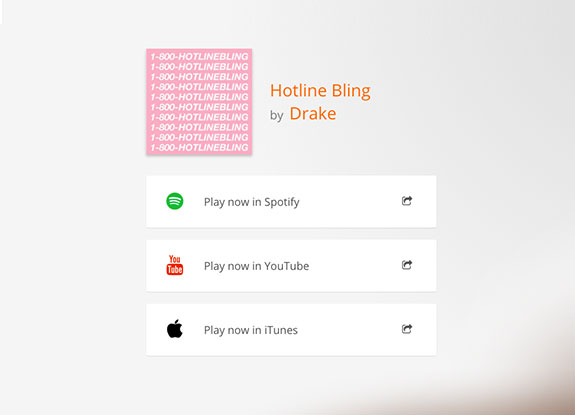 1-800-HOTLINEBLING
1-800-HOTLINEBLING
1-800-HOTLINEBLING
1-800-HOTLINEBLING
1-800-HOTLINEBLING
1-800-HOTLINEBLING
1-800-HOTLINEBLING
1-800-HOTLINEBLING
1-800-HOTLINEBLING
1-800-HOTLINEBLING
Hotline Bling
by Drake
Play now in Spotify
You
Tube
Play now in YouTube
Play now in iTunes